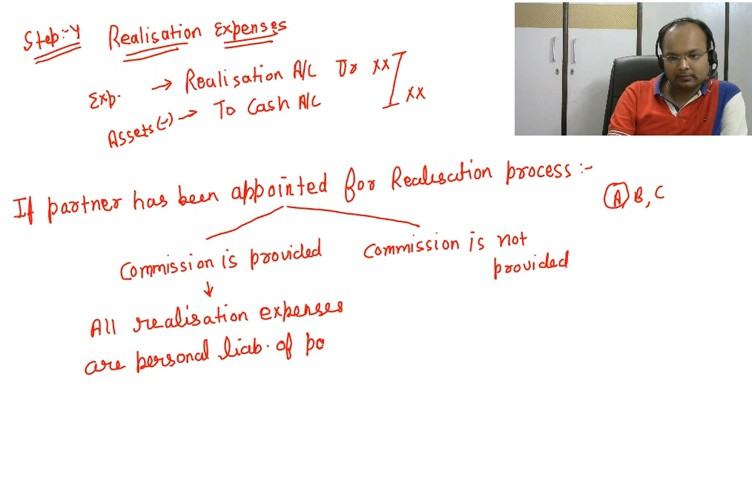 Step:-4 Realisation Expenses
Exp. → Realisation A/C Dr xx
Assets(-) → To Cash A/C xx
If partner has been appointed for Realisation process :-
(A) B, C
Commission is provided
Commission is not provided
All realisation expenses
are personal liab. of pa